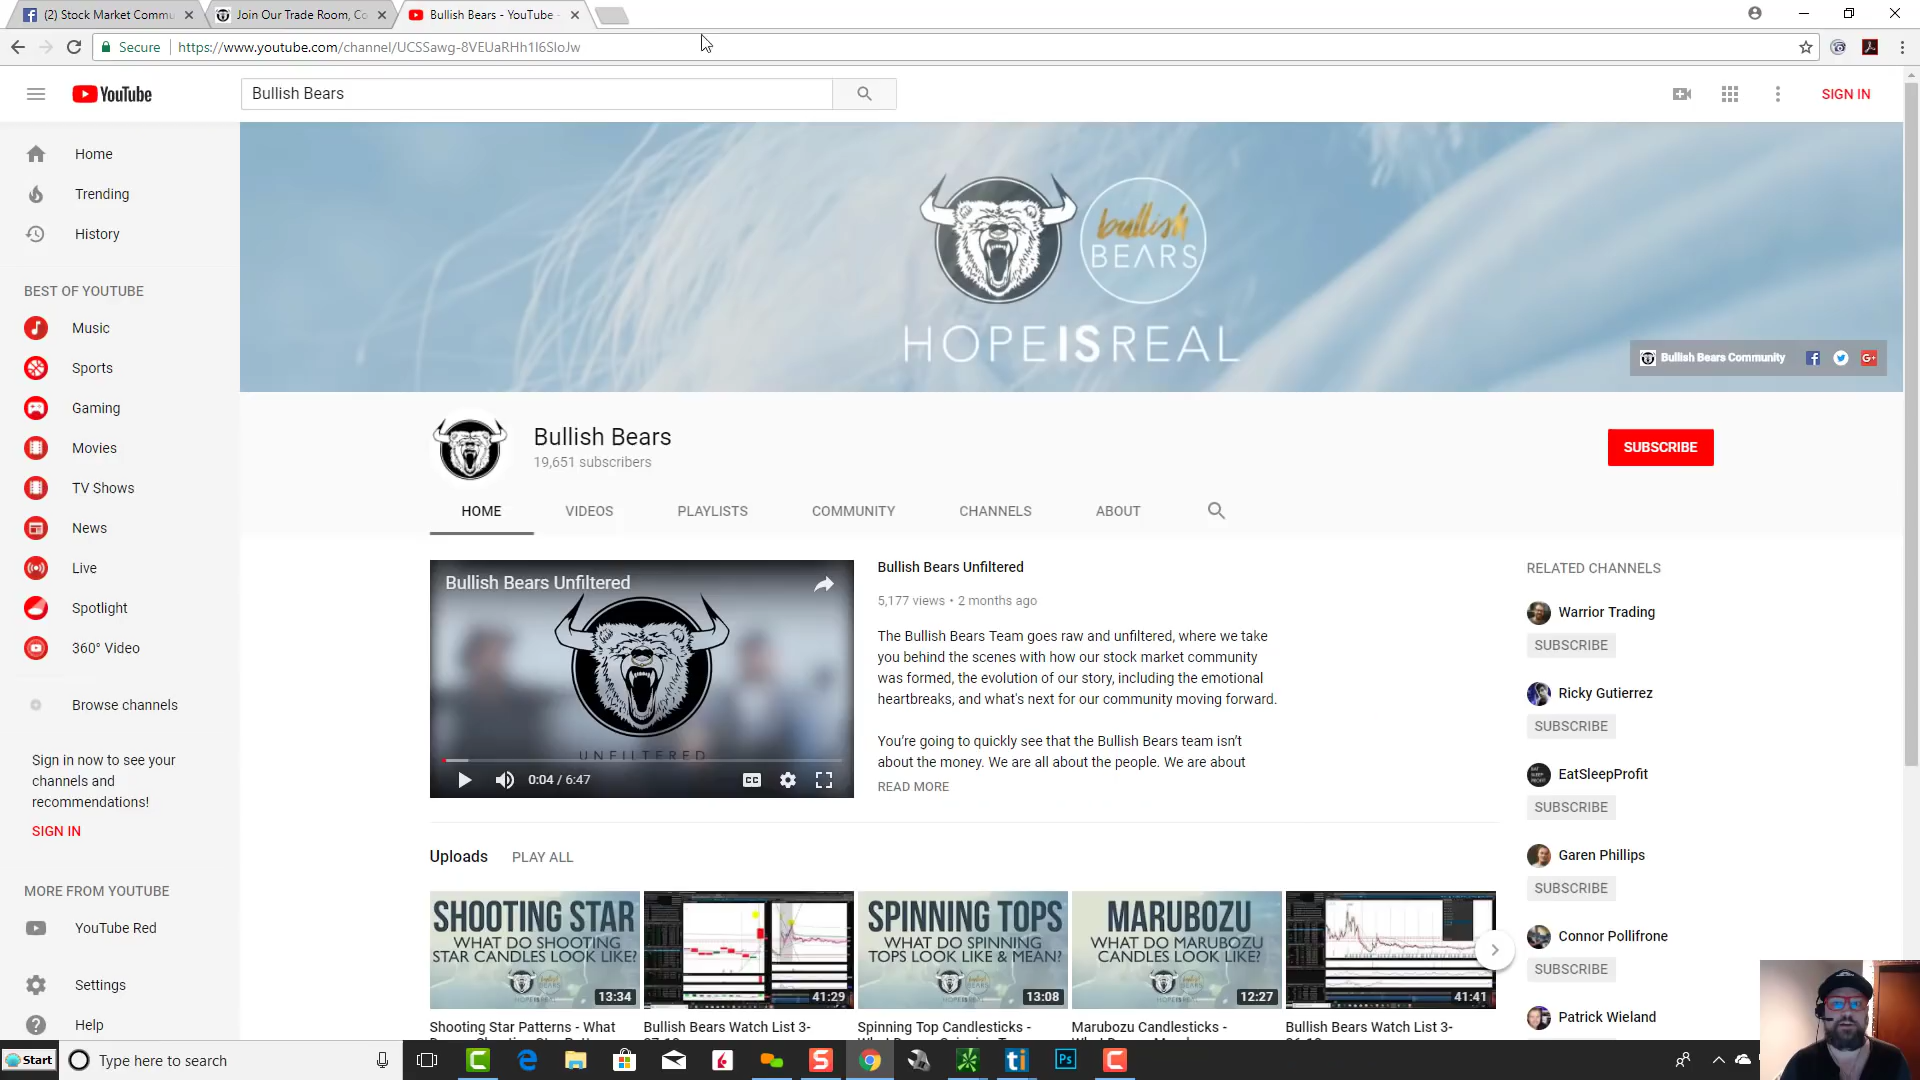 (2) Stock Market Commu
Join Our Trade Room, Co
Bullish Bears - YouTube
Secure
https://www.youtube.com/channel/UCSSawg-8VEUaRHh1I6SIoJw
YouTube
Bullish Bears
SIGN IN
Home
Trending
History
BEST OF YOUTUBE
Music
Sports
Gaming
Movies
TV Shows
News
Live
Spotlight
360° Video
Browse channels
Sign in now to see your
channels and
recommendations!
SIGN IN
MORE FROM YOUTUBE
YouTube Red
Settings
Help
bullish
BEARS
HOPE IS REAL
Bullish Bears Community
Bullish Bears
19,651 subscribers
SUBSCRIBE
HOME
VIDEOS
PLAYLISTS
COMMUNITY
CHANNELS
ABOUT
Bullish Bears Unfiltered
UNFILTERED
0:04 / 6:47
CC
Bullish Bears Unfiltered
5,177 views • 2 months ago
The Bullish Bears Team goes raw and unfiltered, where we take
you behind the scenes with how our stock market community
was formed, the evolution of our story, including the emotional
heartbreaks, and what's next for our community moving forward.
You're going to quickly see that the Bullish Bears team isn't
about the money. We are all about the people. We are about
READ MORE
RELATED CHANNELS
Warrior Trading
SUBSCRIBE
Ricky Gutierrez
SUBSCRIBE
EatSleepProfit
SUBSCRIBE
Garen Phillips
SUBSCRIBE
Connor Pollifrone
SUBSCRIBE
Patrick Wieland
Uploads
PLAY ALL
SHOOTING STAR
WHAT DO SHOOTING
STAR CANDLES LOOK LIKE?
HOPEISREAL
13:34
41:29
SPINNING TOPS
WHAT DO SPINNING
TOPS LOOK LIKE & MEAN?
HOPEISREAL
13:08
MARUBOZU
WHAT DO MARUBOZU
CANDLES LOOK LIKE?
HOPEISREAL
12:27
41:41
Shooting Star Patterns - What
Bullish Bears Watch List 3-
Spinning Top Candlesticks -
Marubozu Candlesticks -
Bullish Bears Watch List 3-
Start
Type here to search
Ps